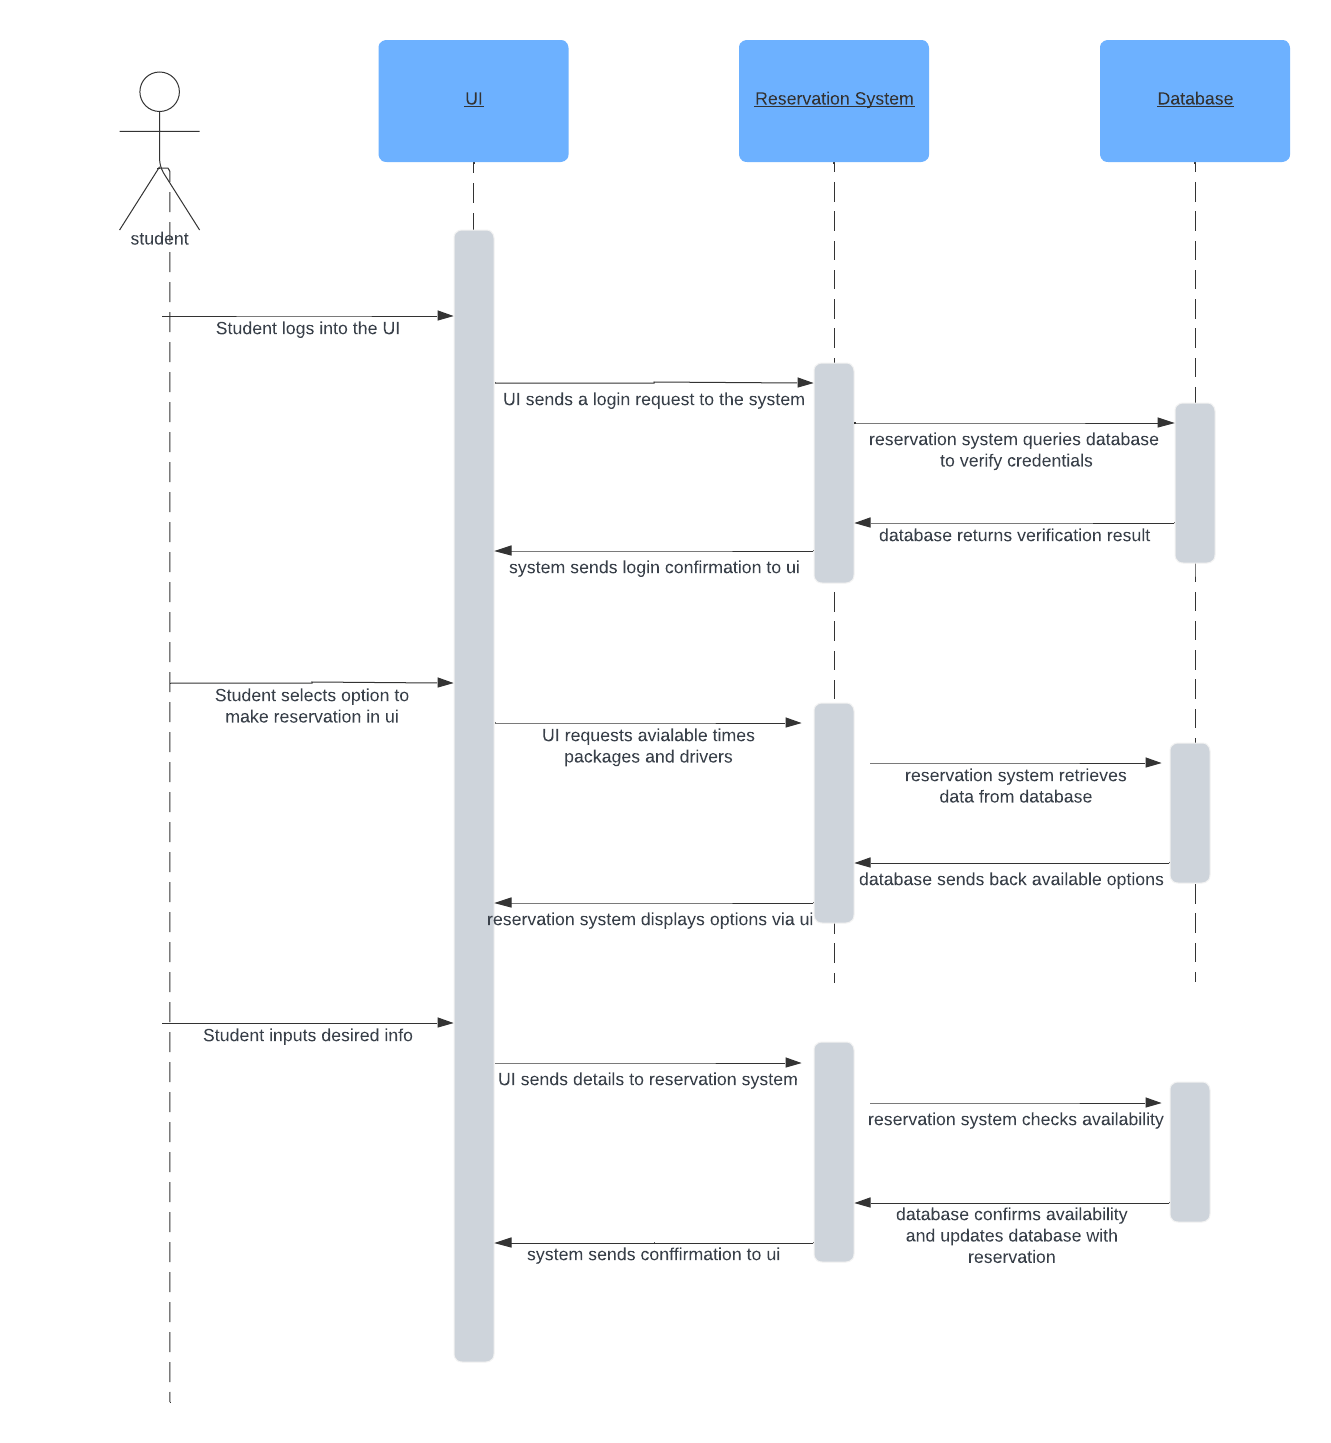 UI
Reservation System
Database
student
Student logs into the UI
UI sends a login request to the system
reservation system queries database
to verify credentials
database returns verification result
system sends login confirmation to ui
Student selects option to
make reservation in ui
UI requests avialable times
packages and drivers
reservation system retrieves
data from database
database sends back available options
reservation system displays options via ui
Student inputs desired info
UI sends details to reservation system
reservation system checks availability
database confirms availability
and updates database with
reservation
system sends conffirmation to ui